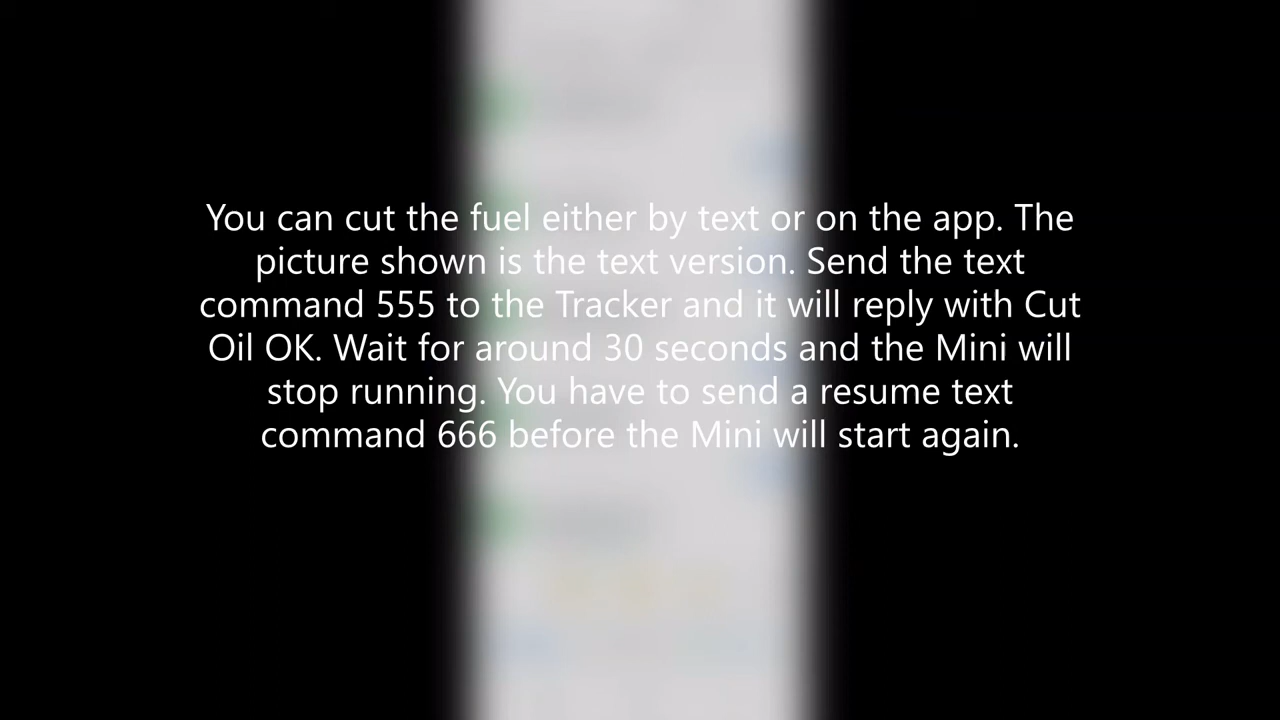 You can cut the fuel either by text or on the app. The
picture shown is the text version. Send the text
command 555 to the Tracker and it will reply with Cut
Oil OK. Wait for around 30 seconds and the Mini will
stop running. You have to send a resume text
command 666 before the Mini will start again.